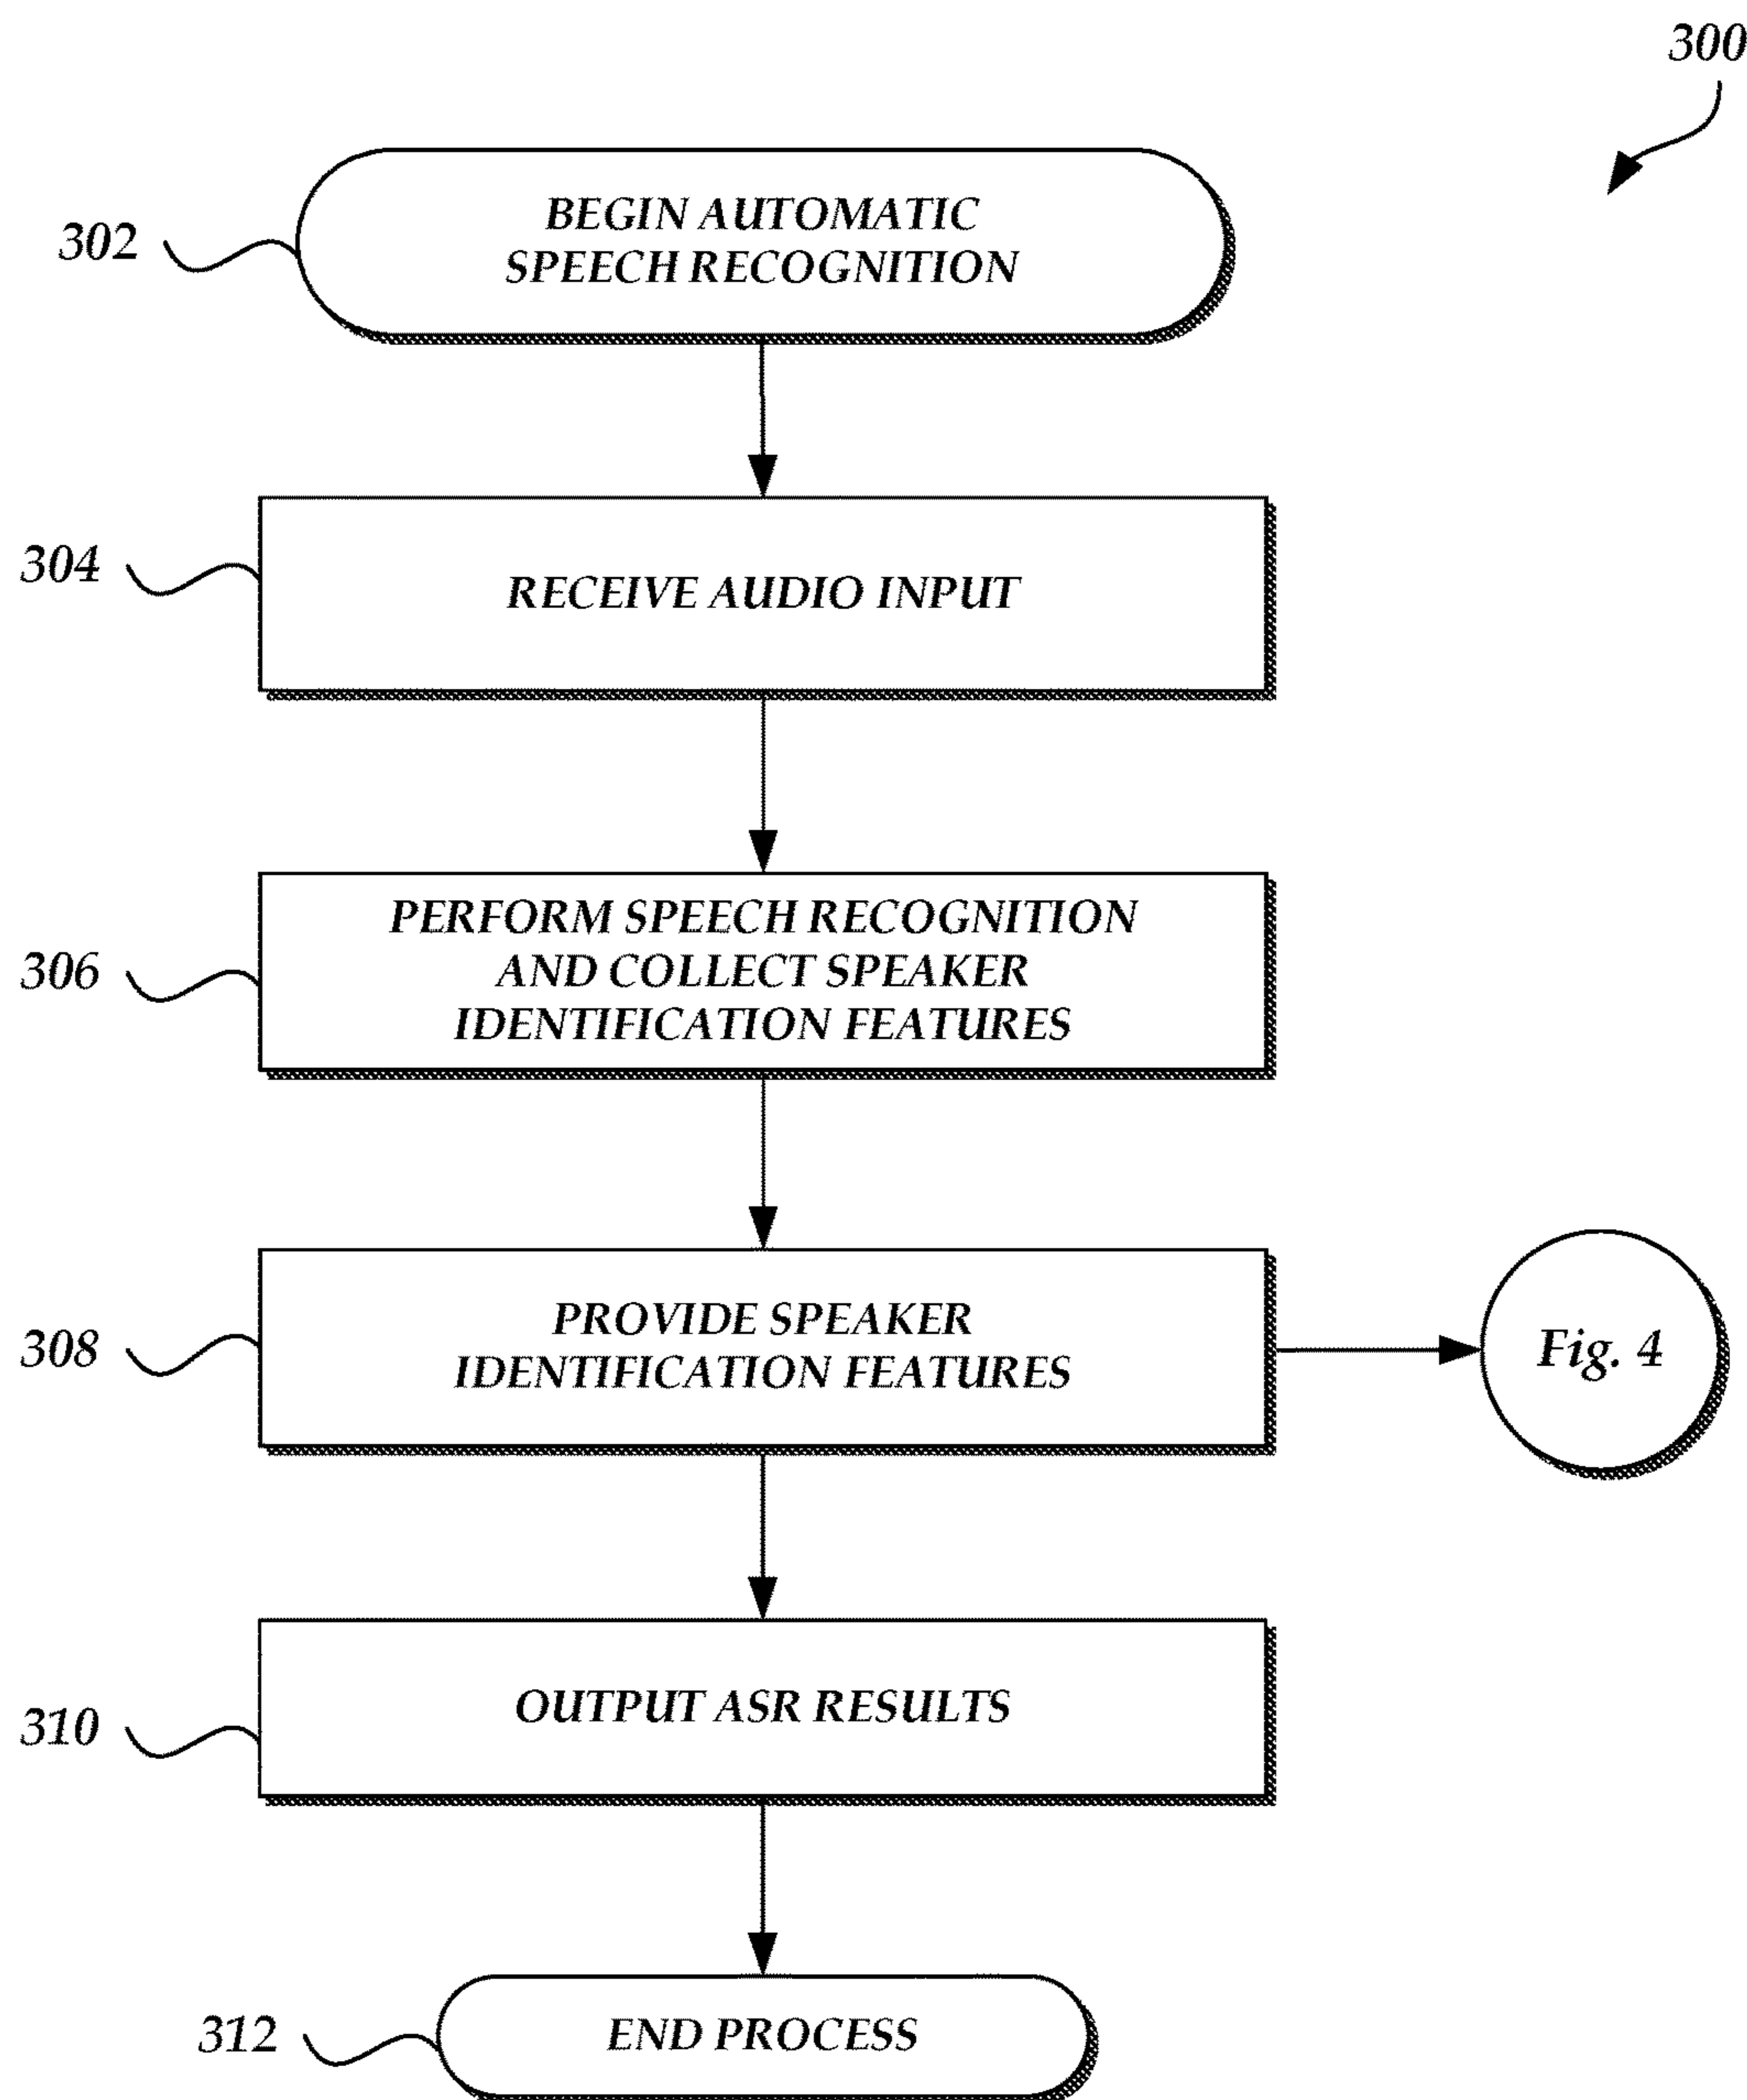 300
302
BEGIN AUTOMATIC
SPEECH RECOGNITION
304
RECEIVE AUDIO INPUT
306
PERFORM SPEECH RECOGNITION
AND COLLECT SPEAKER
IDENTIFICATION FEATURES
308
PROVIDE SPEAKER
IDENTIFICATION FEATURES
Fig. 4
310
OUTPUT ASR RESULTS
312
END PROCESS